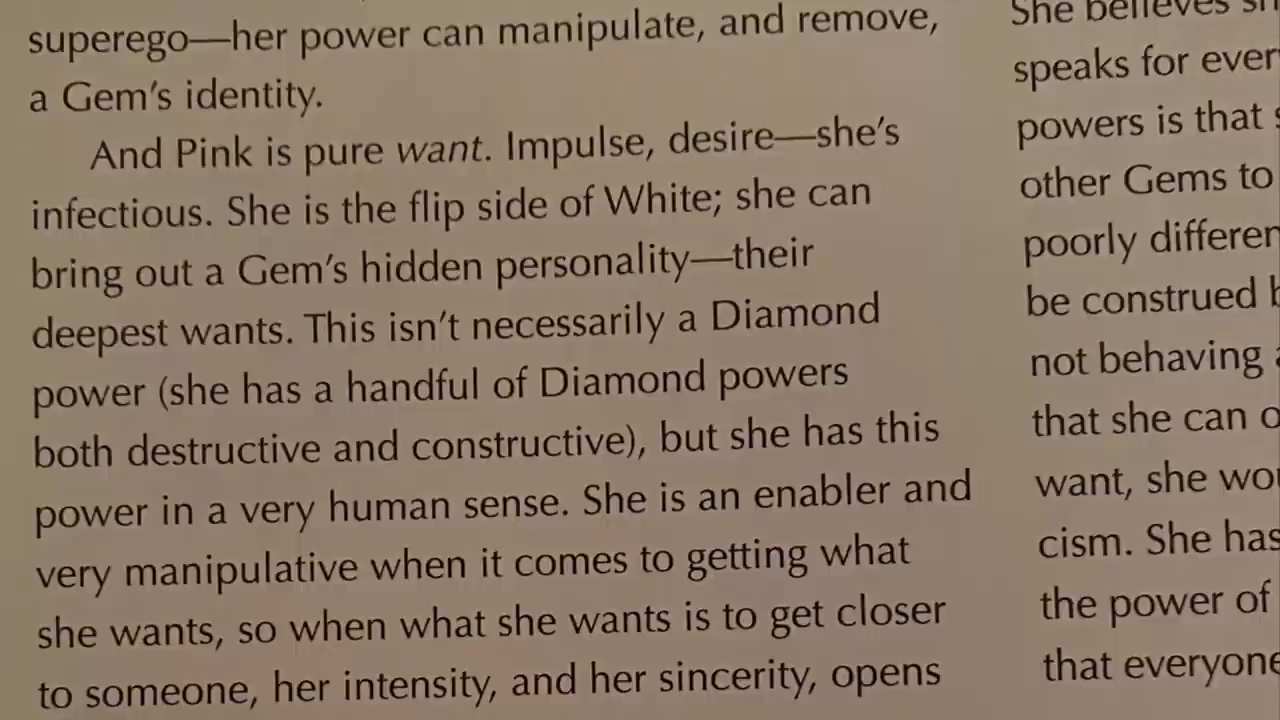 superego—her power can manipulate, and remove,
a Gem's identity.
And Pink is pure want. Impulse, desire—she's
infectious. She is the flip side of White; she can
bring out a Gem's hidden personality—their
deepest wants. This isn't necessarily a Diamond
power (she has a handful of Diamond powers
both destructive and constructive), but she has this
power in a very human sense. She is an enabler and
very manipulative when it comes to getting what
she wants, so when what she wants is to get closer
to someone, her intensity, and her sincerity, opens
She believes
speaks for
powers is that
other Gems to
poorly
be construed
not behaving
that she can
want, she
cism. She has
the power of
that everyone